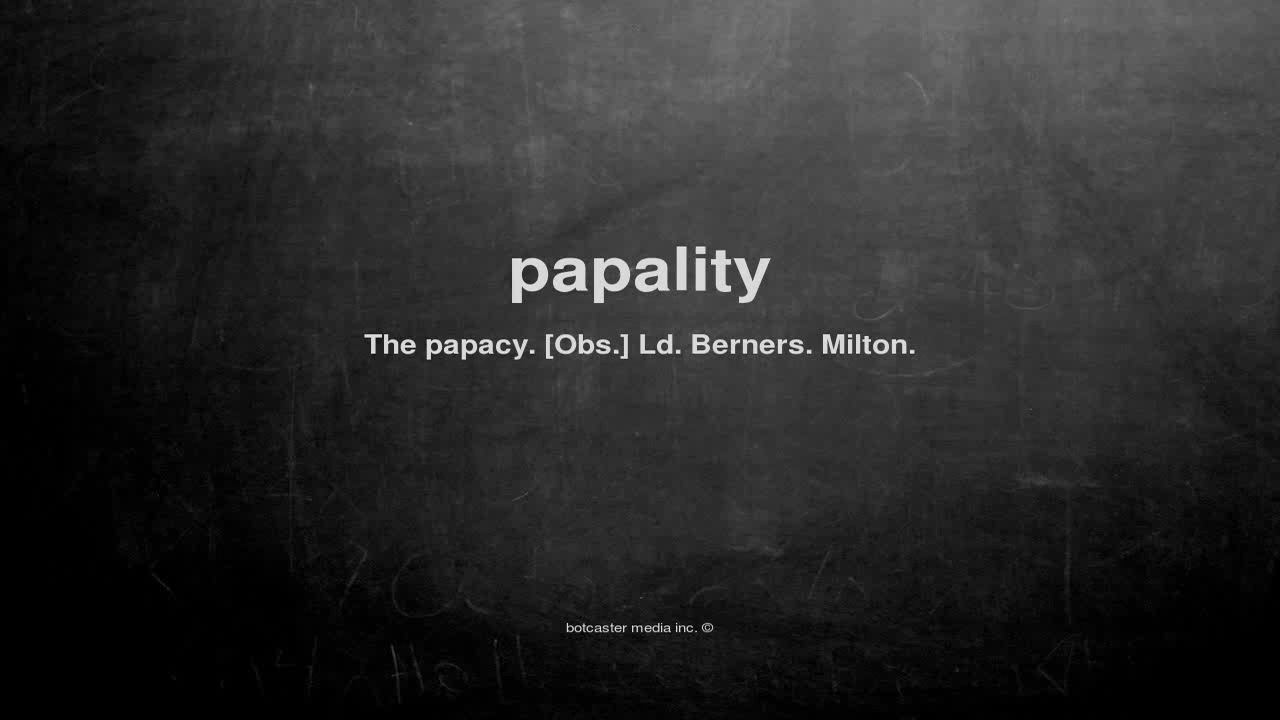 papality
The papacy. [Obs.] Ld. Berners. Milton.
botcaster media inc. ©